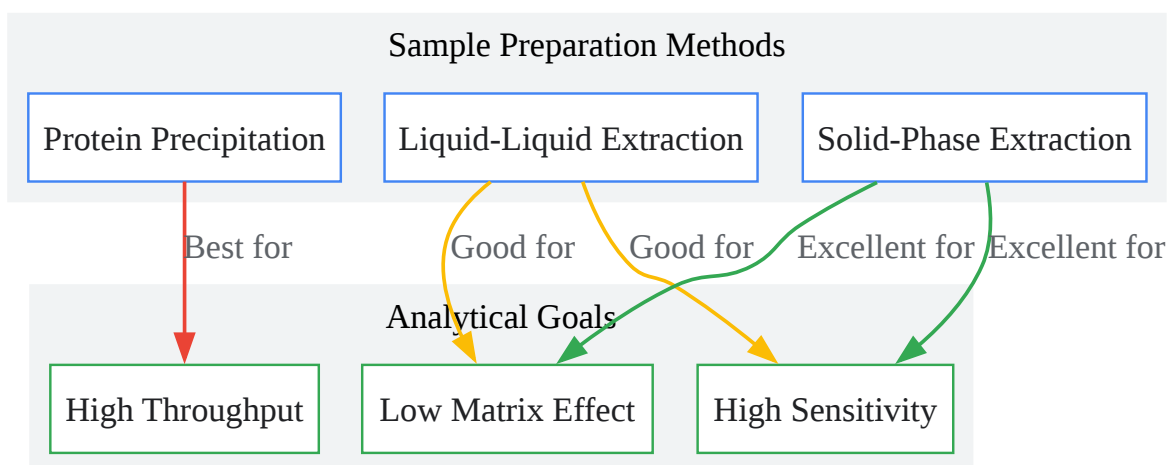 Sample Preparation Methods
Protein Precipitation
Liquid-Liquid Extraction
Solid-Phase Extraction
Best for
Good for
Good for
Excellent for
Excellent for
Analytical Goals
High Throughput
Low Matrix Effect
High Sensitivity